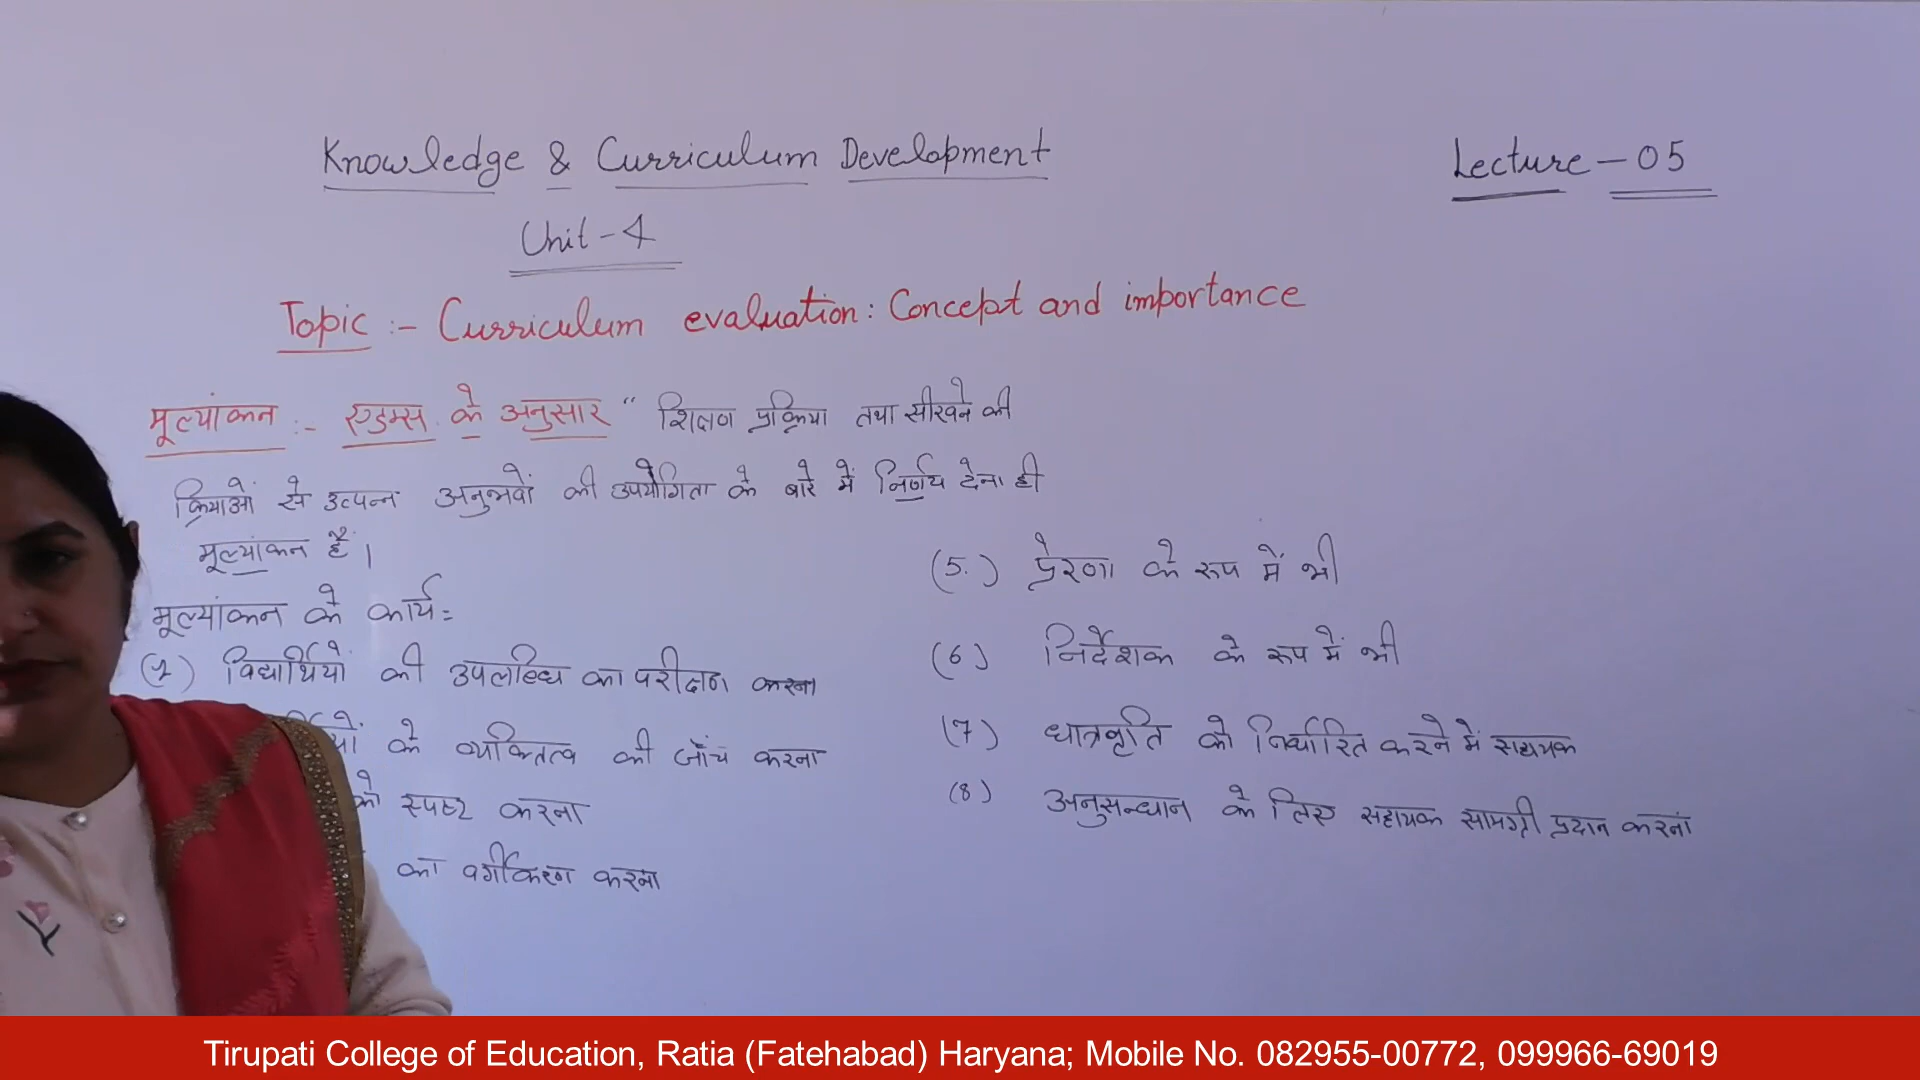 Knowledge & Curriculum Development
Lecture - 05
Unit - 4
Topic :- Curriculum evaluation: Concept and importance
मूल्यांकन :- एडम्स के अनुसार " शिक्षण प्रक्रिया तथा सीखने की
क्रियाओं से उत्पन्न अनुभवों की उपयोगिता के बारे में निर्णय देना ही
मूल्यांकन है।
मूल्यांकन के कार्य :
विद्यार्थियों की उपलब्धि का परीक्षण करना
के व्यक्तित्व की जाँच करना
को स्पष्ट करना
का वर्गीकरण करना
(5.) प्रेरणा के रूप में भी
(6) निर्देशक के रूप में भी
(7) छात्रवृति को निर्धारित करने में सहायक
(8) अनुसन्धान के लिए सहायक सामग्री प्रदान करना
Tirupati College of Education, Ratia (Fatehabad) Haryana; Mobile No. 082955-00772, 099966-69019